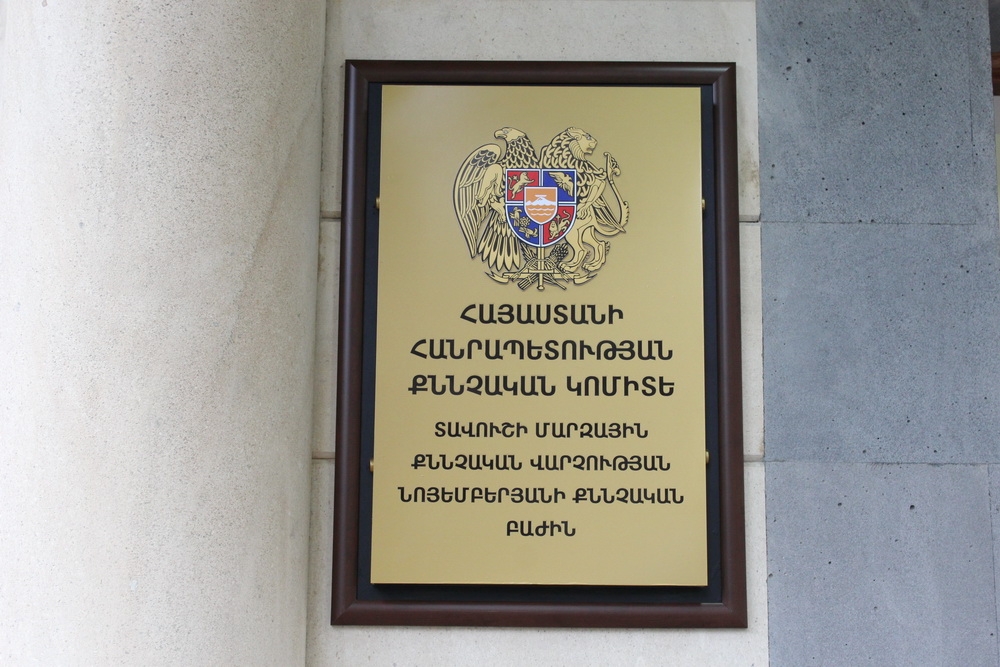 ՀԱՅԱՍՏԱՆԻ
ՀԱՆՐԱՊԵՏՈՒԹՅԱՆ
ՔՆՆՉԱԿԱՆ ԿՈՄԻՏԵ
ՏԱՎՈՒՇԻ ՄԱՐԶԱՅԻՆ
ՔՆՆՉԱԿԱՆ ՎԱՐՉՈՒԹՅԱՆ
ՆՈՅԵՄԲԵՐՅԱՆԻ ՔՆՆՉԱԿԱՆ
ԲԱԺԻՆ